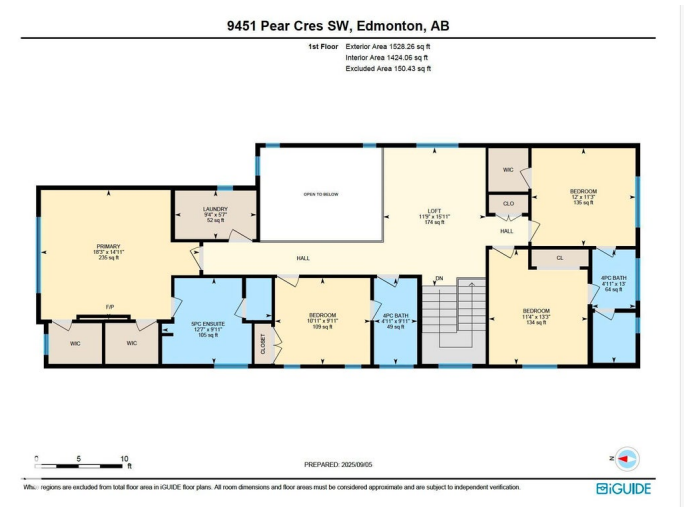 9451 Pear Cres SW, Edmonton, AB
1st Floor Exterior Area 1528.26 sq ft
Interior Area 1424.06 sq ft
Excluded Area 150.43 sq ft
OPEN TO BELOW
WIC
BEDROOM
12' x 11'3"
135 sq ft
CLO
LOFT
11'9" x 15'11"
174 sq ft
HALL
LAUNDRY
9'4" x 5'7"
52 sq ft
PRIMARY
16'3" x 14'11"
235 sq ft
HALL
CL
F/P
DN
4PC BATH
4'11" x 13'
64 sq ft
BEDROOM
10'11" x 9'11"
109 sq ft
4PC BATH
4'11" x 9'11"
49 sq ft
BEDROOM
11'4" x 13'3"
134 sq ft
5PC ENSUITE
12'7" x 9'11"
105 sq ft
WIC
WIC
CLOSET
0 5 10
ft
PREPARED: 2025/09/05
N
White regions are excluded from total floor area in iGUIDE floor plans. All room dimensions and floor areas must be considered approximate and are subject to independent verification.
iGUIDE